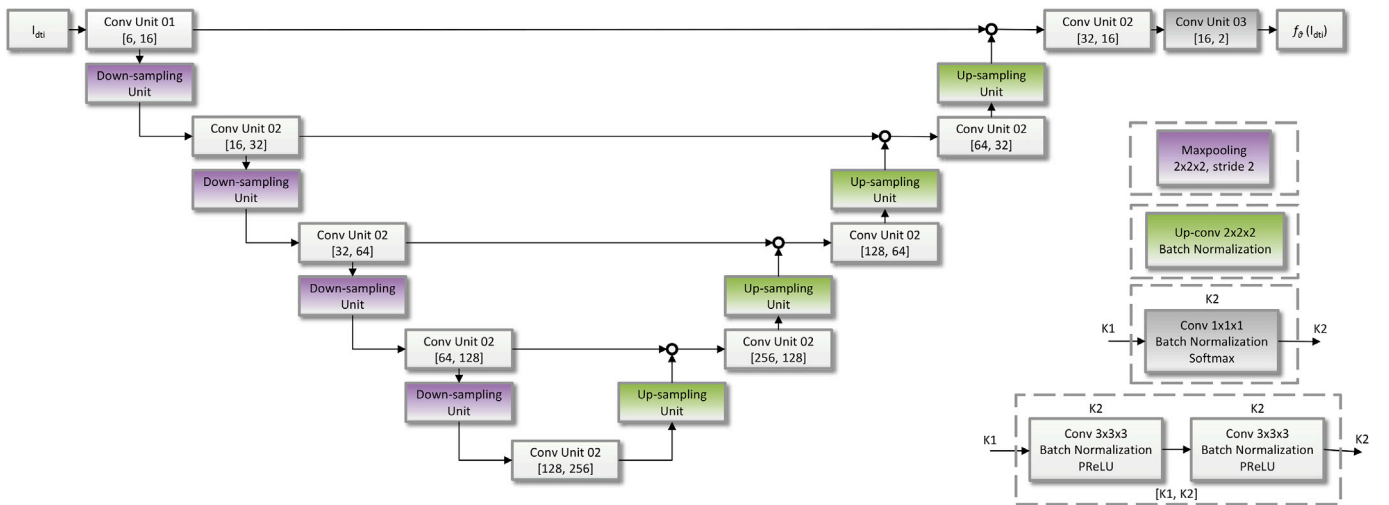 I_dti
Conv Unit 01
[6, 16]
Conv Unit 02
[32, 16]
Conv Unit 03
[16, 2]
f_ϑ (I_dti)
Down-sampling
Unit
Up-sampling
Unit
Conv Unit 02
[16, 32]
Conv Unit 02
[64, 32]
Down-sampling
Unit
Up-sampling
Unit
Conv Unit 02
[32, 64]
Conv Unit 02
[128, 64]
Down-sampling
Unit
Up-sampling
Unit
Conv Unit 02
[64, 128]
Conv Unit 02
[256, 128]
Down-sampling
Unit
Up-sampling
Unit
Conv Unit 02
[128, 256]
Maxpooling
2x2x2, stride 2
Up-conv 2x2x2
Batch Normalization
K2
K1
Conv 1x1x1
Batch Normalization
Softmax
K2
K2
K2
K1
Conv 3x3x3
Batch Normalization
PReLU
Conv 3x3x3
Batch Normalization
PReLU
K2
[K1, K2]